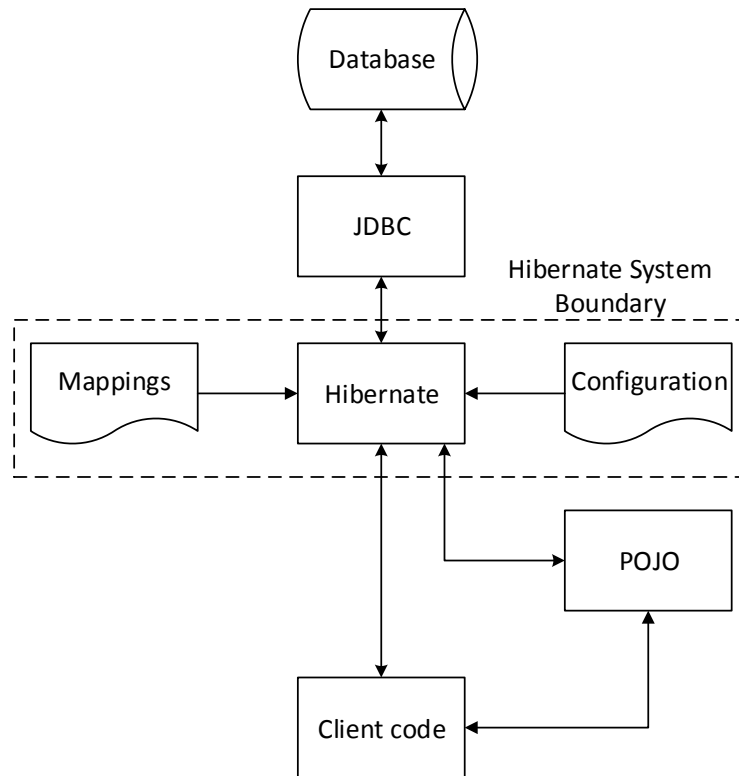 Database
JDBC
Hibernate System
Boundary
Mappings
Hibernate
Configuration
POJO
Client code